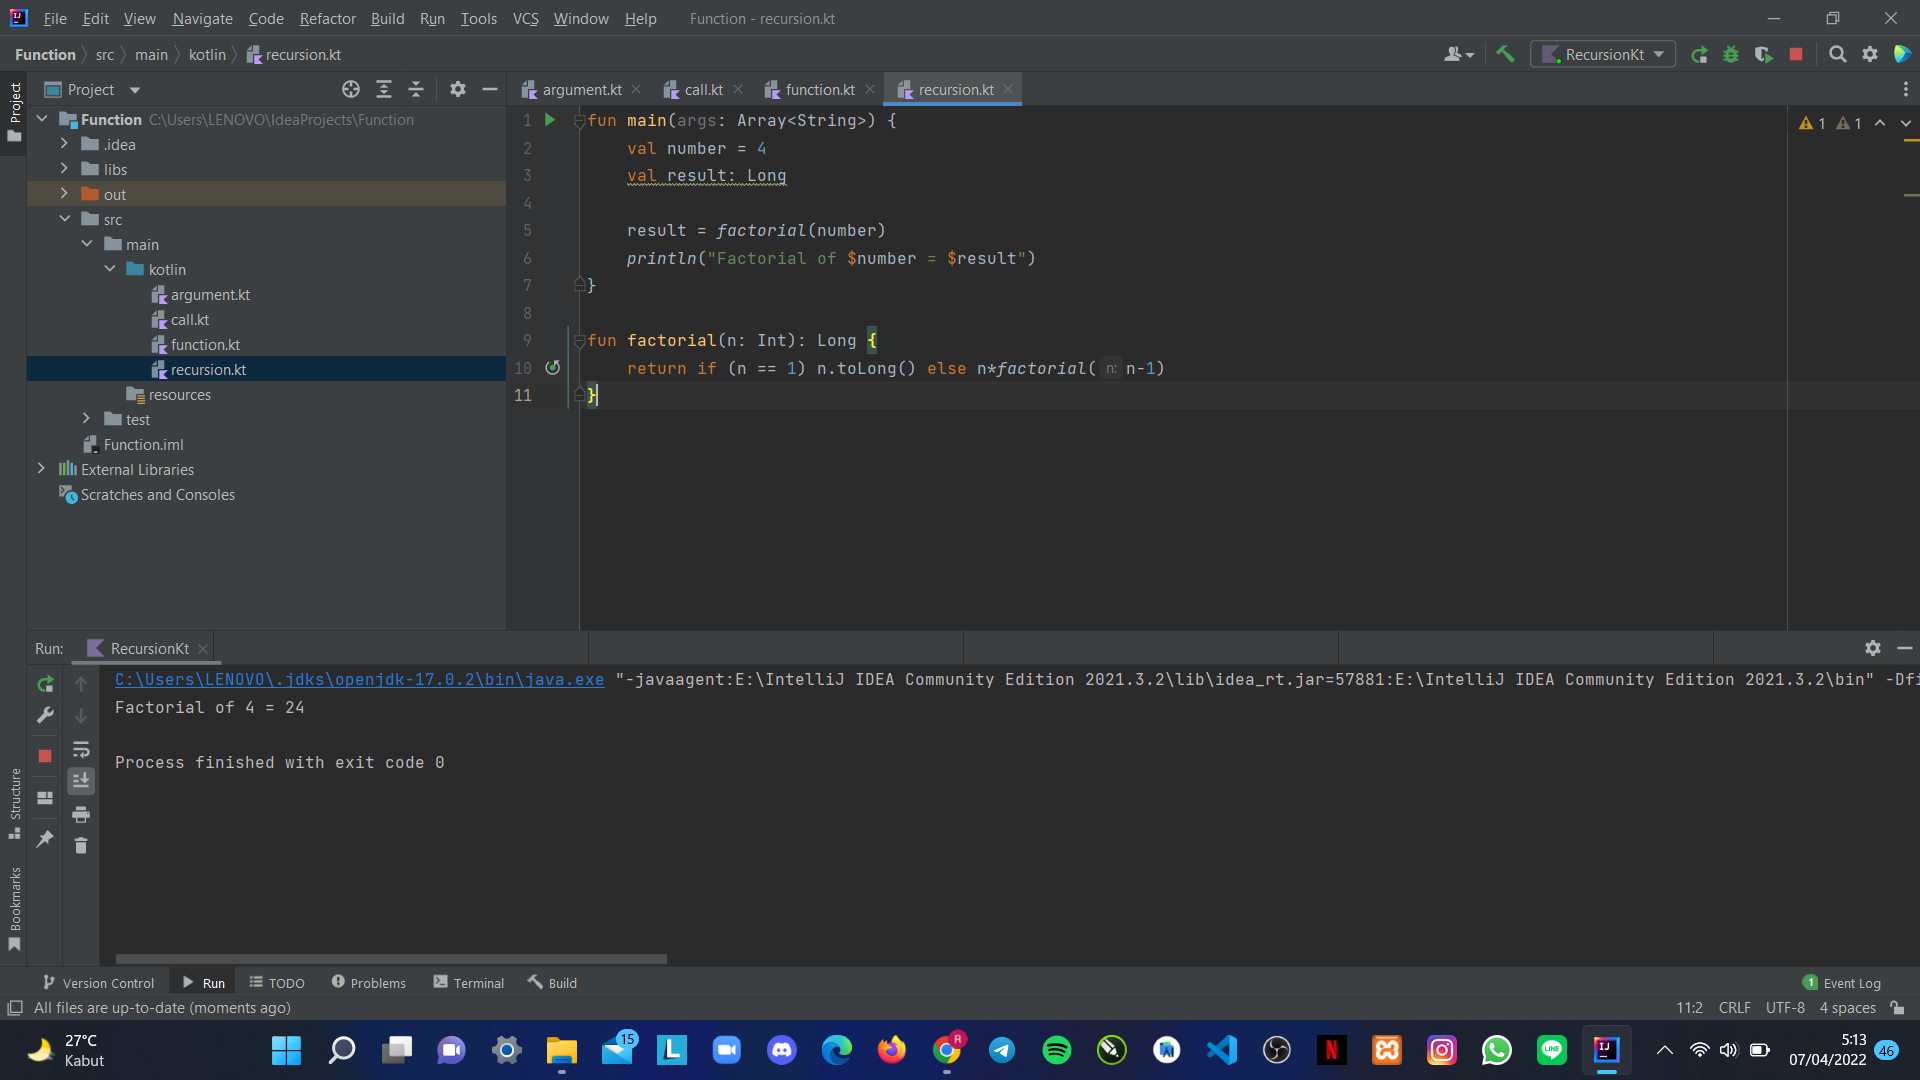 File Edit View Navigate Code Refactor Build Run Tools VCS Window Help Function - recursion.kt
Function src main kotlin recursion.kt
RecursionKt
Project
Project
argument.kt call.kt function.kt recursion.kt
Function C:\Users\LENOVO\IdeaProjects\Function
.idea
libs
out
src
main
kotlin
argument.kt
call.kt
function.kt
recursion.kt
resources
test
Function.iml
External Libraries
Scratches and Consoles
1 fun main(args: Array<String>) {
2 val number = 4
3 val result: Long
4
5 result = factorial(number)
6 println("Factorial of $number = $result")
7 }
8
9 fun factorial(n: Int): Long {
10 return if (n == 1) n.toLong() else n*factorial( n: n-1)
11 }
1 1
Run: RecursionKt
C:\Users\LENOVO\.jdks\openjdk-17.0.2\bin\java.exe "-javaagent:E:\IntelliJ IDEA Community Edition 2021.3.2\lib\idea_rt.jar=57881:E:\IntelliJ IDEA Community Edition 2021.3.2\bin" -Dfi
Factorial of 4 = 24
Process finished with exit code 0
Structure
Bookmarks
Version Control Run TODO Problems Terminal Build
1 Event Log
All files are up-to-date (moments ago)
11:2 CRLF UTF-8 4 spaces
27°C
Kabut
15
R
5:13
07/04/2022
46